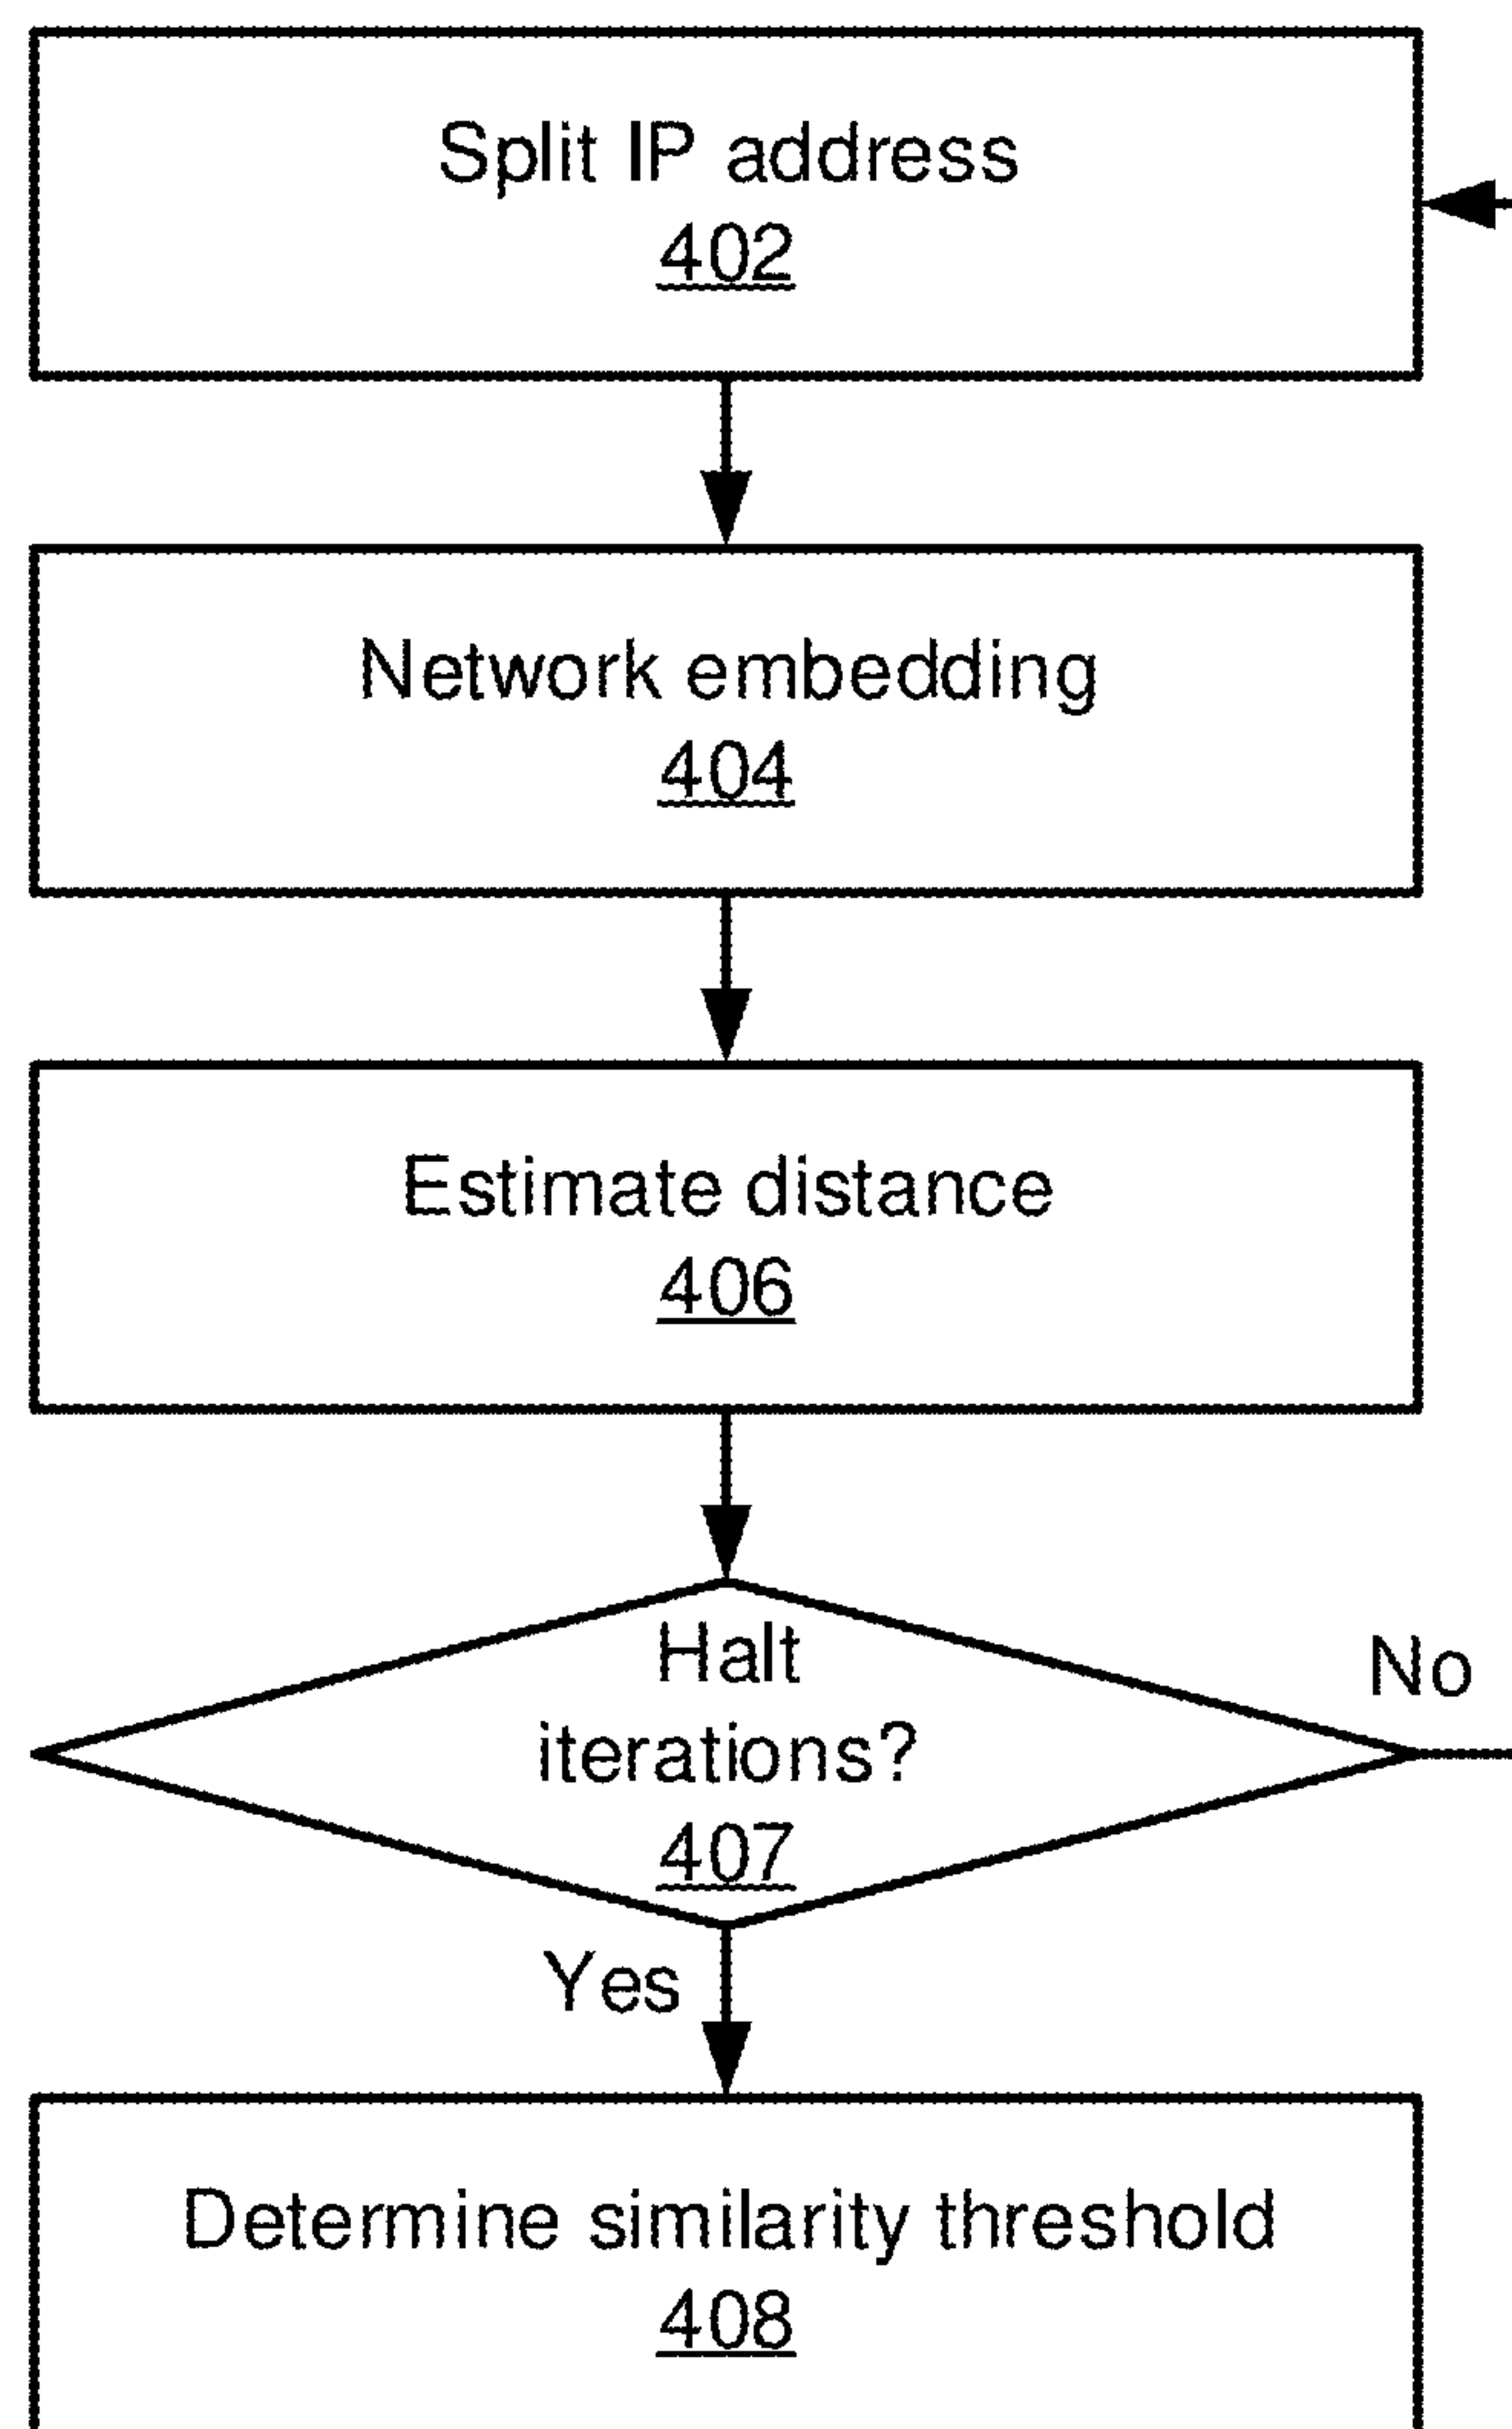 Split IP address
402
Network embedding
404
Estimate distance
406
Halt
iterations?
407
No
Yes
Determine similarity threshold
408